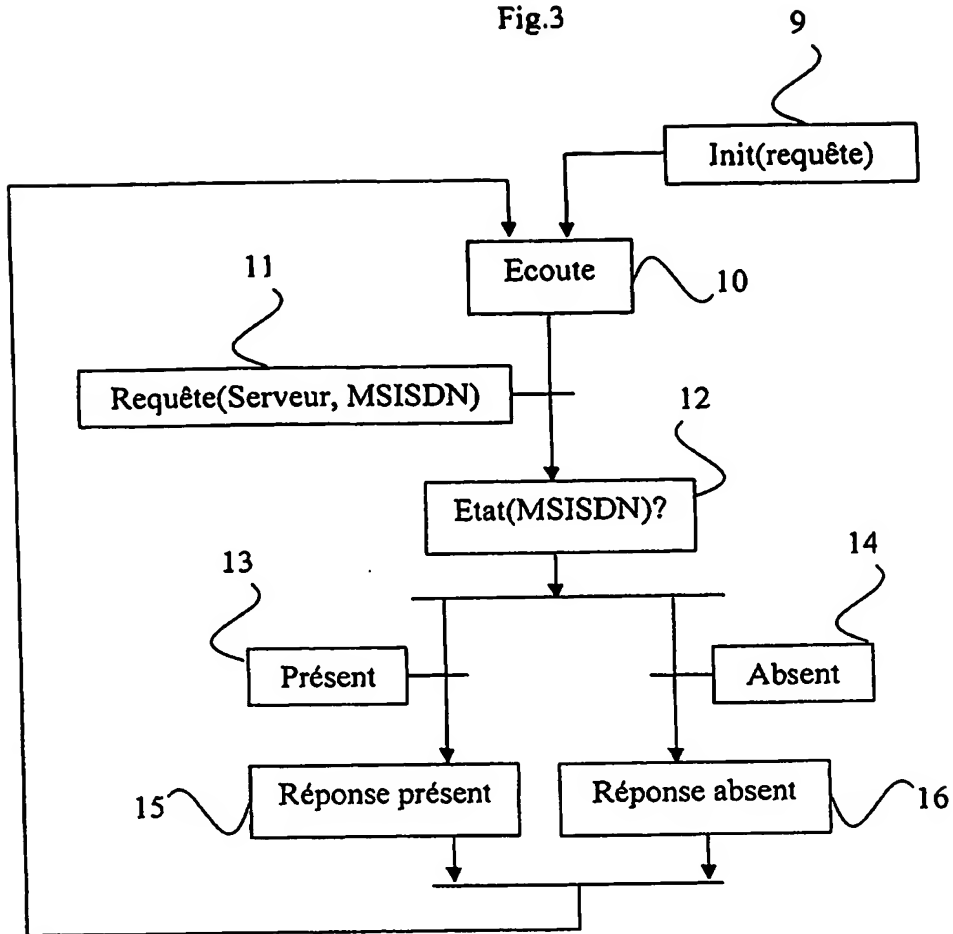 Fig.3
9
Init(requête)
11
Ecoute
10
Requête(Serveur, MSISDN)
12
Etat(MSISDN)?
13
14
Présent
Absent
15
Réponse présent
Réponse absent
16